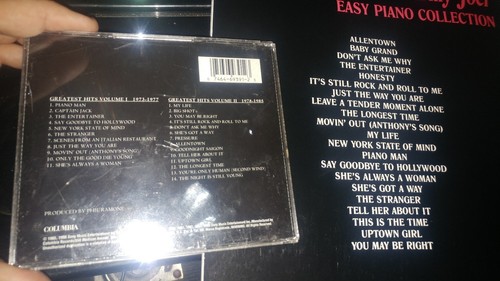 GREATEST HITS VOLUME I 1973-1977
1. PIANO MAN
2. CAPTAIN JACK
3. THE ENTERTAINER
4. SAY GOODBYE TO HOLLYWOOD
5. NEW YORK STATE OF MIND
6. THE STRANGER
7. SCENES FROM AN ITALIAN RESTAURANT
8. JUST THE WAY YOU ARE
9. MOVIN' OUT (ANTHONY'S SONG)
10. ONLY THE GOOD DIE YOUNG
11. SHE'S ALWAYS A WOMAN
GREATEST HITS VOLUME II 1978-1985
1. MY LIFE
2. BIG SHOT
3. YOU MAY BE RIGHT
4. IT'S STILL ROCK AND ROLL TO ME
5. DON'T ASK ME WHY
6. SHE'S GOT A WAY
7. PRESSURE
8. ALLENTOWN
9. GOODNIGHT SAIGON
10. TELL HER ABOUT IT
11. UPTOWN GIRL
12. THE LONGEST TIME
13. YOU'RE ONLY HUMAN (SECOND WIND)
14. THE NIGHT IS STILL YOUNG
PRODUCED BY PHIL RAMONE
COLUMBIA
Joel
EASY PIANO COLLECTION
ALLENTOWN
BABY GRAND
DON'T ASK ME WHY
THE ENTERTAINER
HONESTY
IT'S STILL ROCK AND ROLL TO ME
JUST THE WAY YOU ARE
LEAVE A TENDER MOMENT ALONE
THE LONGEST TIME
MOVIN' OUT (ANTHONY'S SONG)
MY LIFE
NEW YORK STATE OF MIND
PIANO MAN
SAY GOODBYE TO HOLLYWOOD
SHE'S ALWAYS A WOMAN
SHE'S GOT A WAY
THE STRANGER
TELL HER ABOUT IT
THIS IS THE TIME
UPTOWN GIRL
YOU MAY BE RIGHT